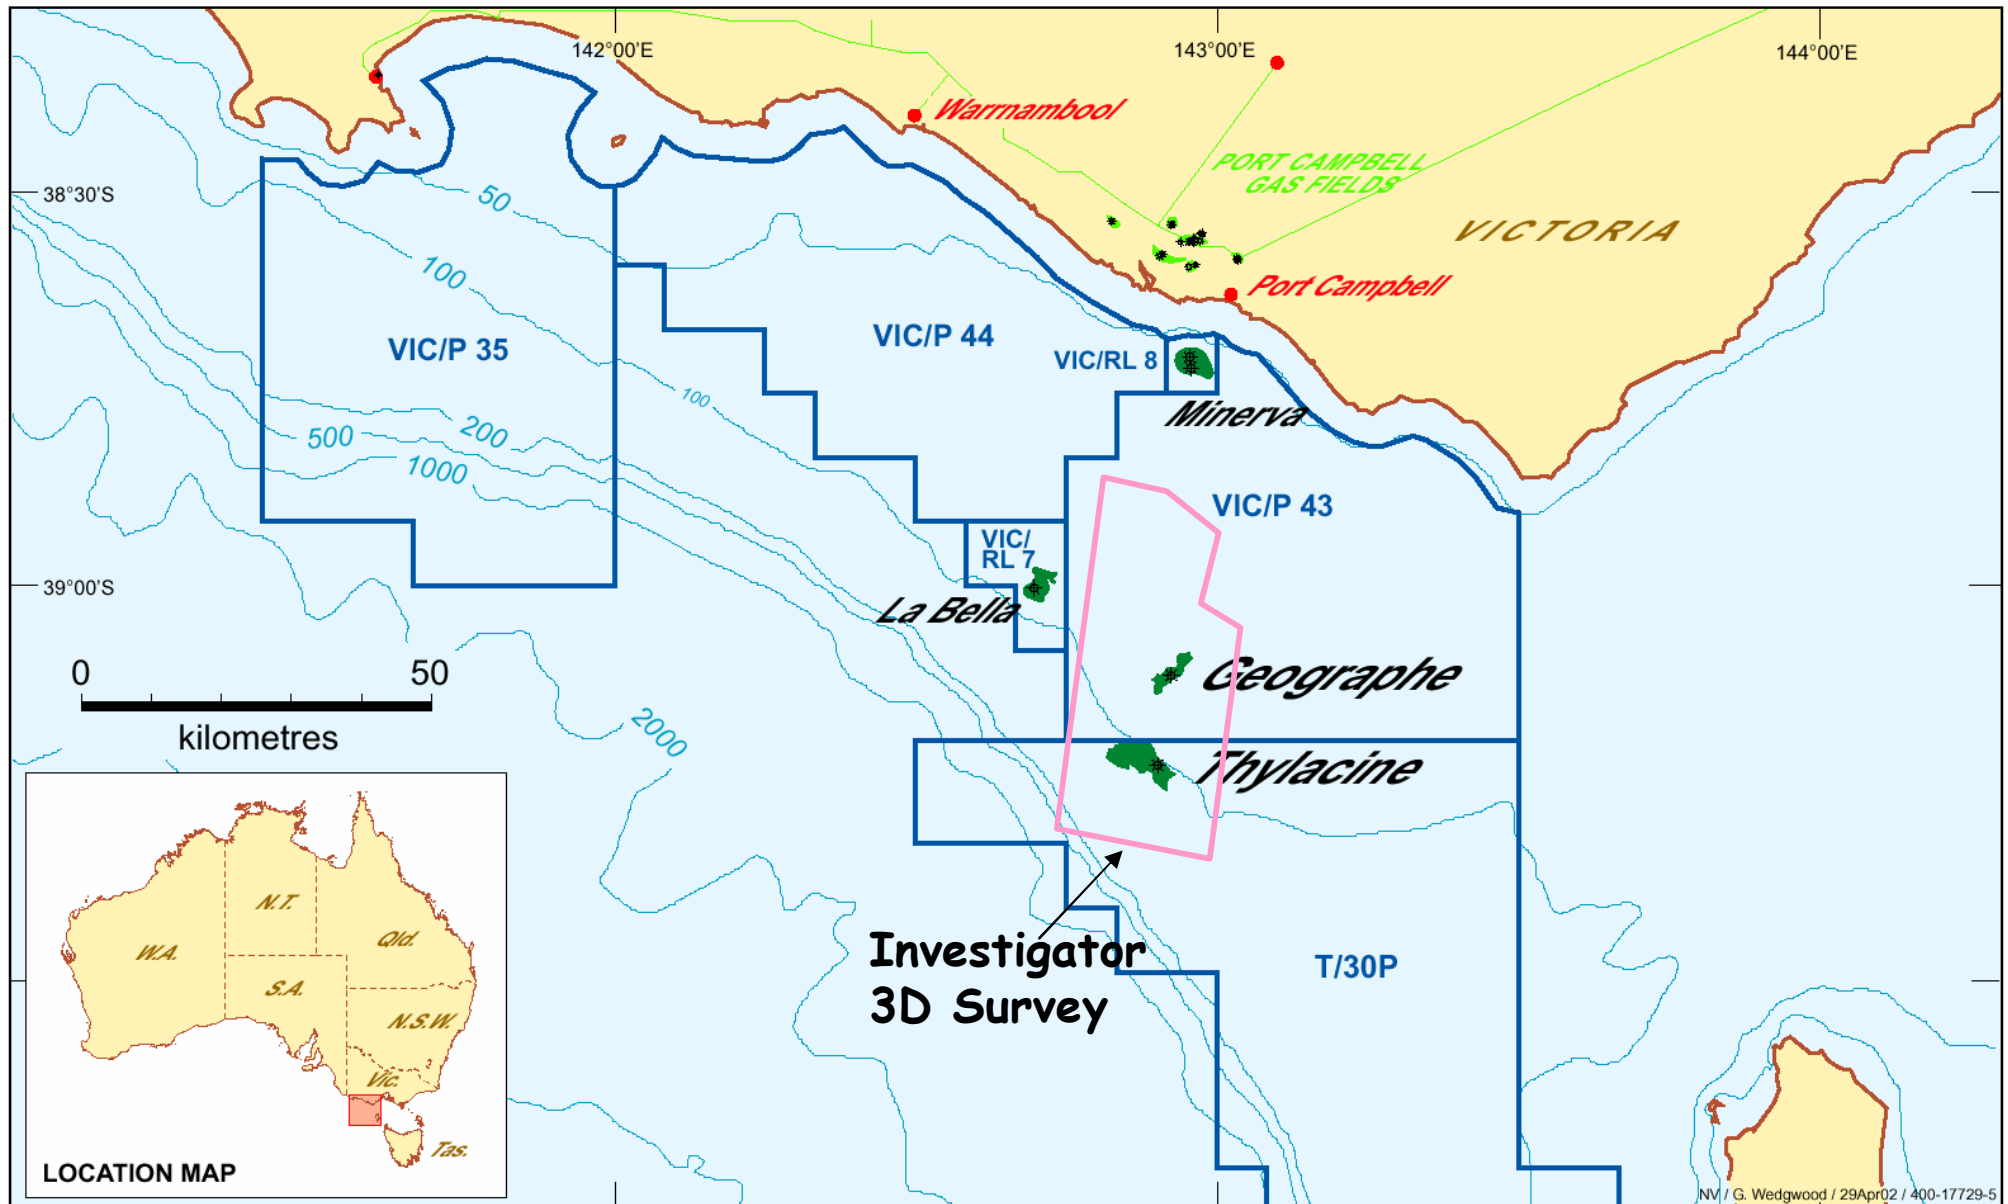 142°00'E
143°00'E
144°00'E
Warrnambool
PORT CAMPBELL
GAS FIELDS
38°30'S
50
VICTORIA
100
Port Campbell
VIC/P 35
VIC/P 44
VIC/RL 8
100
Minerva
200
500
1000
VIC/P 43
VIC/
RL 7
39°00'S
La Bella
0
50
kilometres
Geographe
2000
Thylacine
Investigator
3D Survey
T/30P
N.T.
Qld.
W.A.
S.A.
N.S.W.
Vic.
Tas.
LOCATION MAP
NV / G. Wedgwood / 29Apr02 / 400-17729-5